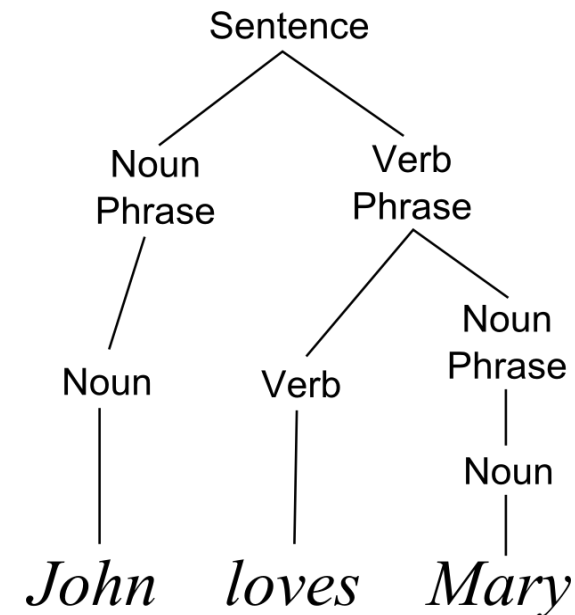 Sentence
Noun
Phrase
Verb
Phrase
Noun
Phrase
Noun
Verb
Noun
John loves Mary